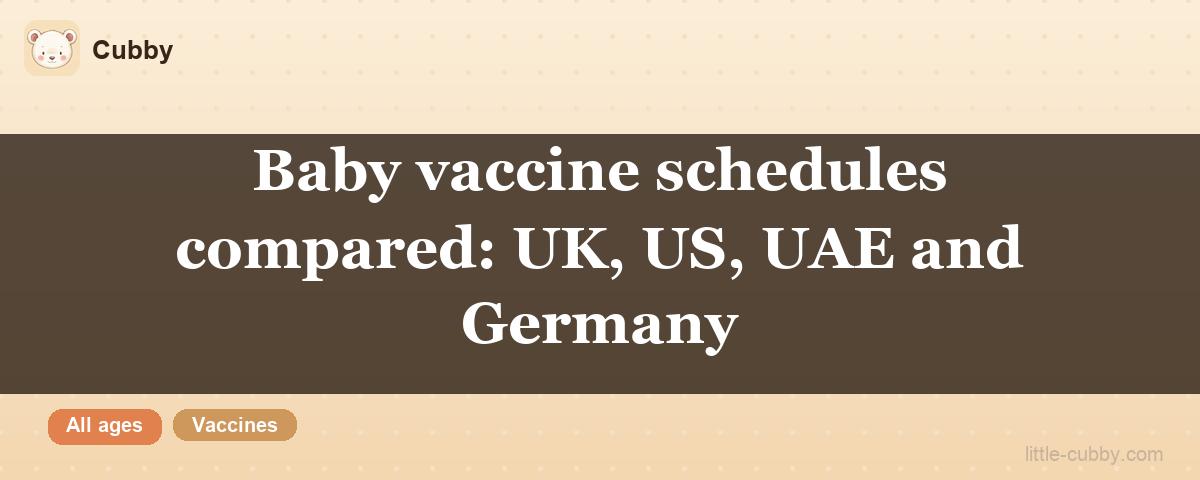 Cubby
Baby vaccine schedules
compared: UK, US, UAE and
Germany
All ages
Vaccines
little-cubby.com